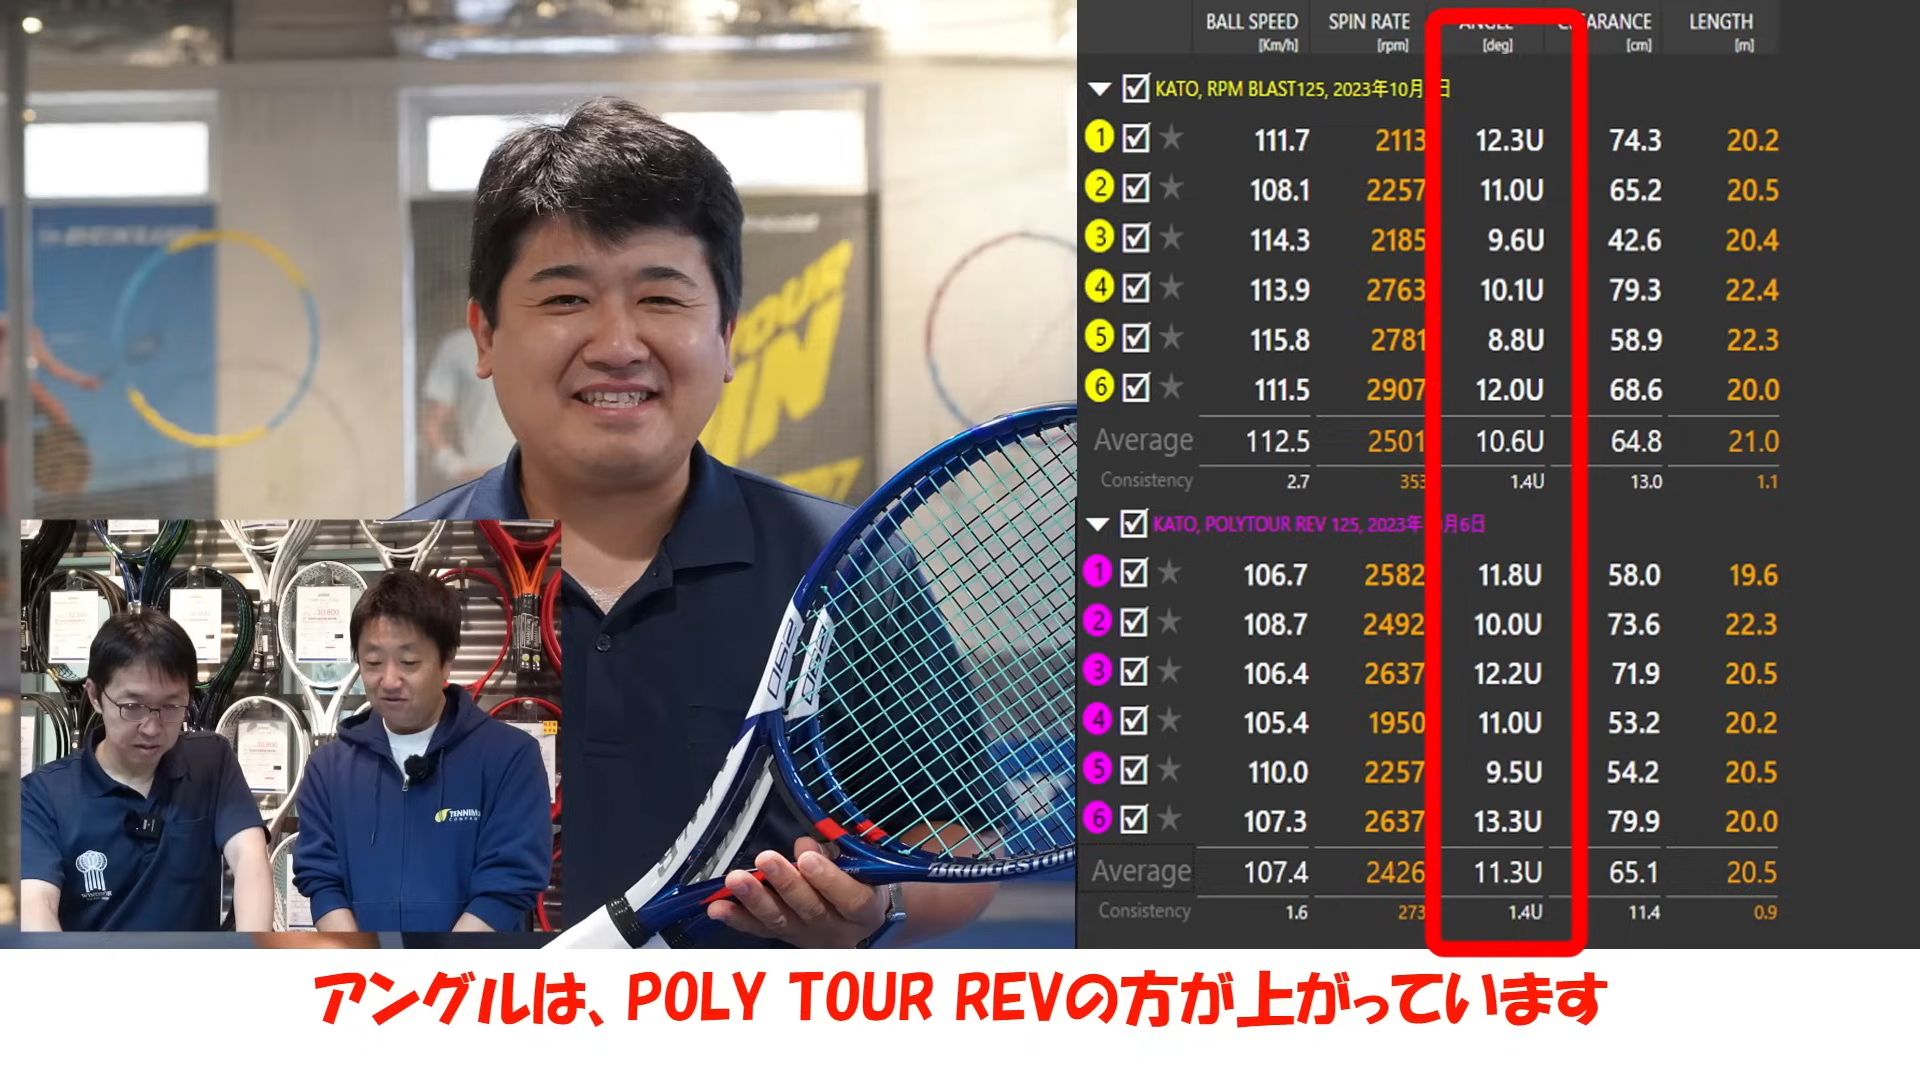 BALL SPEED SPIN RATE ANGLE CLEARANCE LENGTH
[Km/h] [rpm] [deg] [cm] [m]
KATO, RPM BLAST125, 2023年10月 日
1 111.7 2113 12.3U 74.3 20.2
2 108.1 2257 11.0U 65.2 20.5
3 114.3 2185 9.6U 42.6 20.4
4 113.9 2763 10.1U 79.3 22.4
5 115.8 2781 8.8U 58.9 22.3
6 111.5 2907 12.0U 68.6 20.0
Average 112.5 2501 10.6U 64.8 21.0
Consistency 2.7 353 1.4U 13.0 1.1
KATO, POLYTOUR REV 125, 2023年 月6日
1 106.7 2582 11.8U 58.0 19.6
2 108.7 2492 10.0U 73.6 22.3
3 106.4 2637 12.2U 71.9 20.5
4 105.4 1950 11.0U 53.2 20.2
5 110.0 2257 9.5U 54.2 20.5
6 107.3 2637 13.3U 79.9 20.0
Average 107.4 2426 11.3U 65.1 20.5
Consistency 1.6 273 1.4U 11.4 0.9
TOUR
BRIDGESTON
WINDSOR
アングルは、POLY TOUR REVの方が上がっています